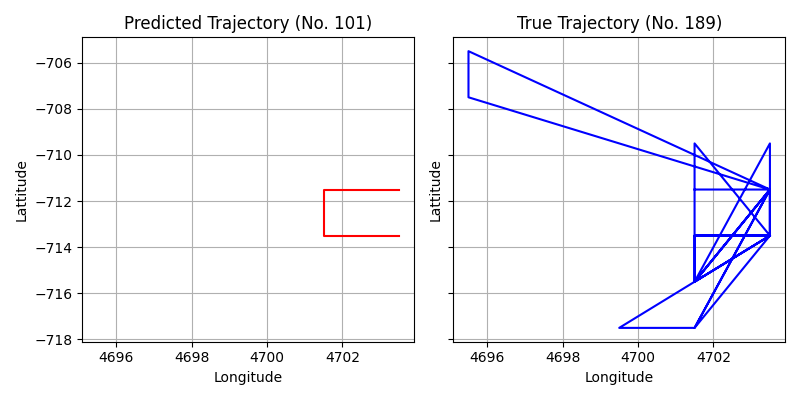 Predicted Trajectory (No. 101)
True Trajectory (No. 189)
−706
−708
−710
−712
−714
−716
−718
Lattitude
Lattitude
4696
4698
4700
4702
4696
4698
4700
4702
Longitude
Longitude